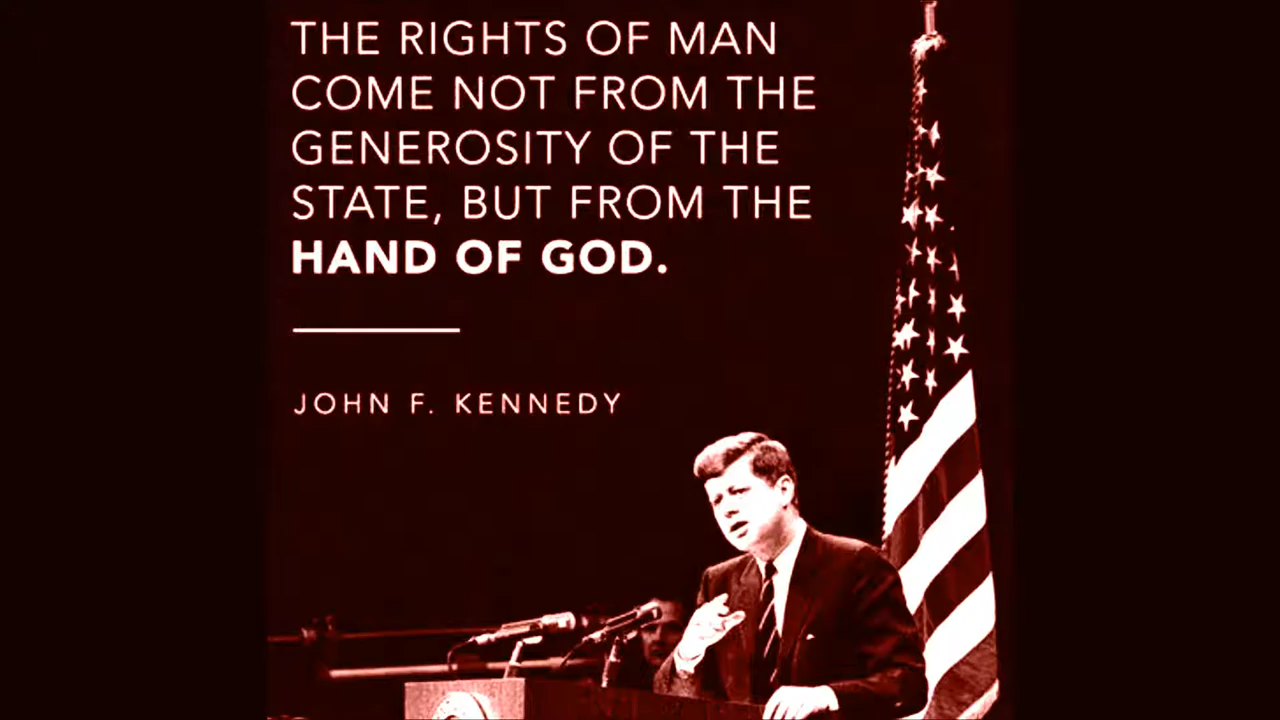 THE RIGHTS OF MAN
COME NOT FROM THE
GENEROSITY OF THE
STATE, BUT FROM THE
HAND OF GOD.
JOHN F. KENNEDY